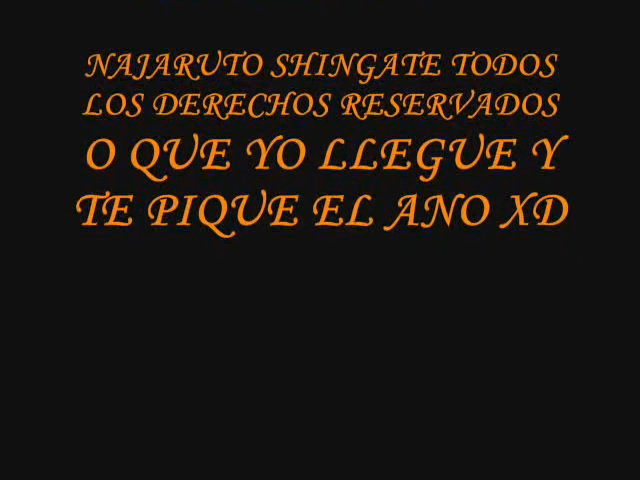 NAJARUTO SHINGATE TODOS
LOS DERECHOS RESERVADOS
O QUE YO LLEGUE Y
TE PIQUE EL ANO XD